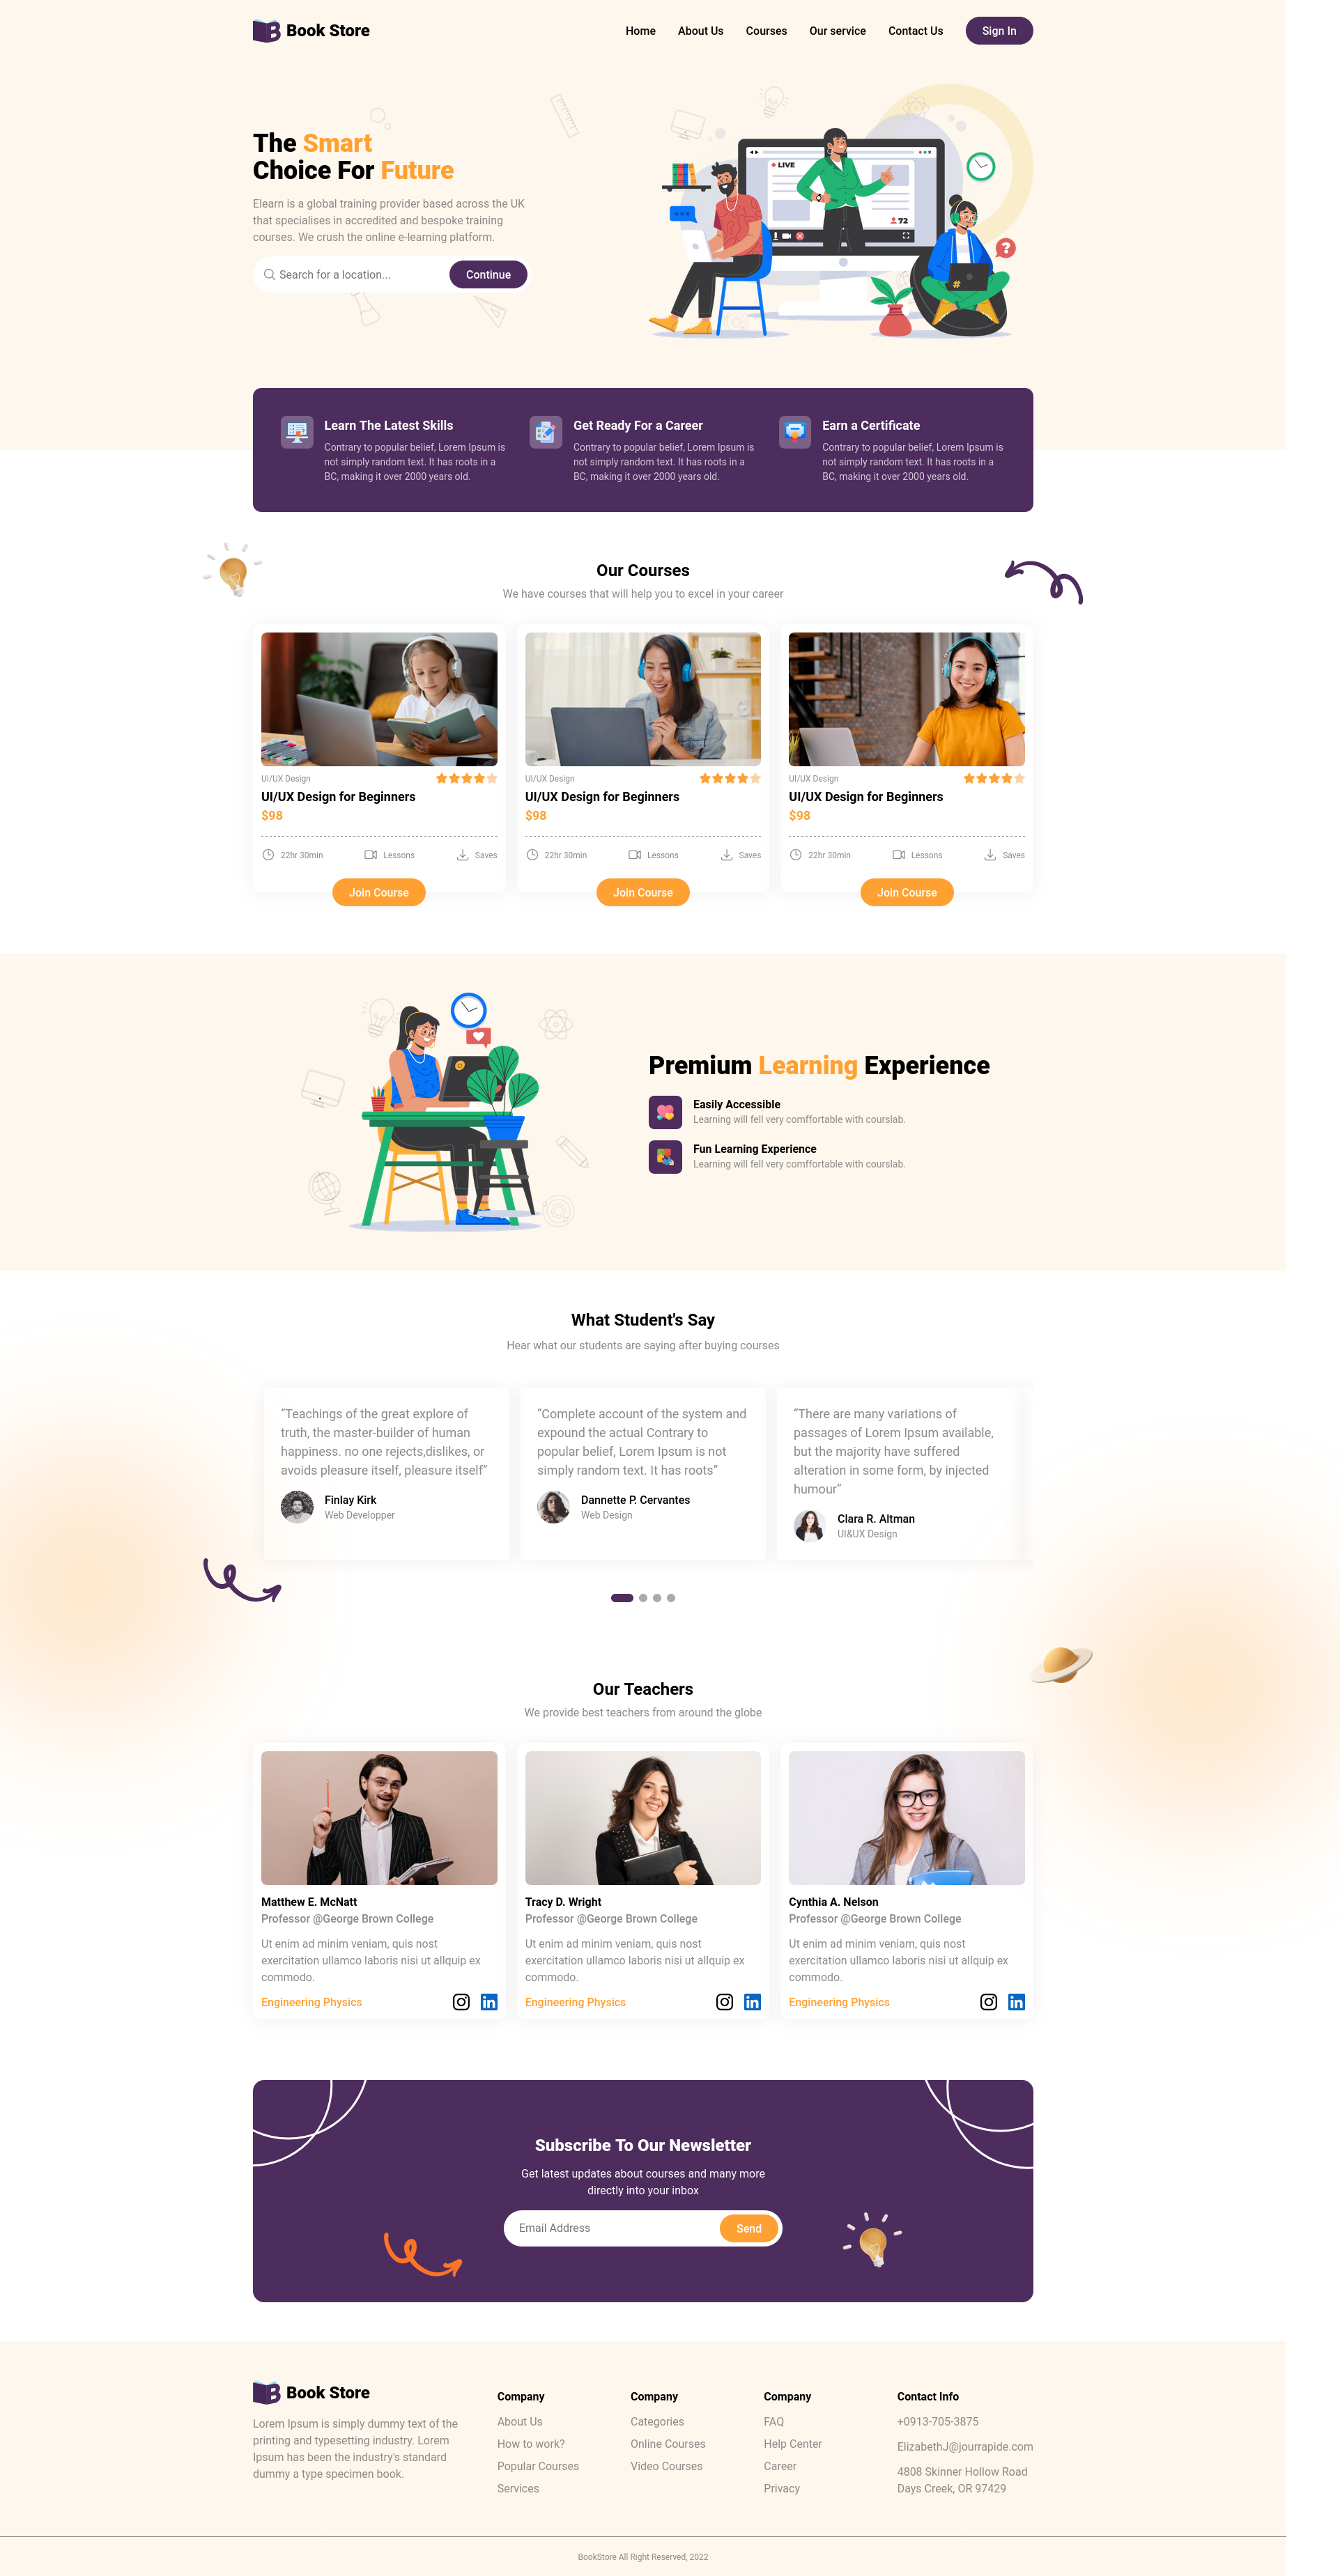 Book Store
Home
About Us
Courses
Our service
Contact Us
Sign In
The Smart
Choice For Future
Elearn is a global training provider based across the UK
that specialises in accredited and bespoke training
courses. We crush the online e-learning platform.
Search for a location...
Continue
LIVE
72
Learn The Latest Skills
Contrary to popular belief, Lorem Ipsum is
not simply random text. It has roots in a
BC, making it over 2000 years old.
Get Ready For a Career
Contrary to popular belief, Lorem Ipsum is
not simply random text. It has roots in a
BC, making it over 2000 years old.
Earn a Certificate
Contrary to popular belief, Lorem Ipsum is
not simply random text. It has roots in a
BC, making it over 2000 years old.
Our Courses
We have courses that will help you to excel in your career
UI/UX Design
UI/UX Design for Beginners
$98
22hr 30min
Lessons
Saves
Join Course
UI/UX Design
UI/UX Design for Beginners
$98
22hr 30min
Lessons
Saves
Join Course
UI/UX Design
UI/UX Design for Beginners
$98
22hr 30min
Lessons
Saves
Join Course
Premium Learning Experience
Easily Accessible
Learning will fell very comffortable with courslab.
Fun Learning Experience
Learning will fell very comffortable with courslab.
What Student's Say
Hear what our students are saying after buying courses
“Teachings of the great explore of
truth, the master-builder of human
happiness. no one rejects,dislikes, or
avoids pleasure itself, pleasure itself”
Finlay Kirk
Web Developper
“Complete account of the system and
expound the actual Contrary to
popular belief, Lorem Ipsum is not
simply random text. It has roots”
Dannette P. Cervantes
Web Design
“There are many variations of
passages of Lorem Ipsum available,
but the majority have suffered
alteration in some form, by injected
humour”
Clara R. Altman
UI&UX Design
Our Teachers
We provide best teachers from around the globe
Matthew E. McNatt
Professor @George Brown College
Ut enim ad minim veniam, quis nost
exercitation ullamco laboris nisi ut allquip ex
commodo.
Engineering Physics
Tracy D. Wright
Professor @George Brown College
Ut enim ad minim veniam, quis nost
exercitation ullamco laboris nisi ut allquip ex
commodo.
Engineering Physics
Cynthia A. Nelson
Professor @George Brown College
Ut enim ad minim veniam, quis nost
exercitation ullamco laboris nisi ut allquip ex
commodo.
Engineering Physics
Subscribe To Our Newsletter
Get latest updates about courses and many more
directly into your inbox
Email Address
Send
Book Store
Lorem Ipsum is simply dummy text of the
printing and typesetting industry. Lorem
Ipsum has been the industry's standard
dummy a type specimen book.
Company
About Us
How to work?
Popular Courses
Services
Company
Categories
Online Courses
Video Courses
Company
FAQ
Help Center
Career
Privacy
Contact Info
+0913-705-3875
ElizabethJ@jourrapide.com
4808 Skinner Hollow Road
Days Creek, OR 97429
BookStore All Right Reserved, 2022